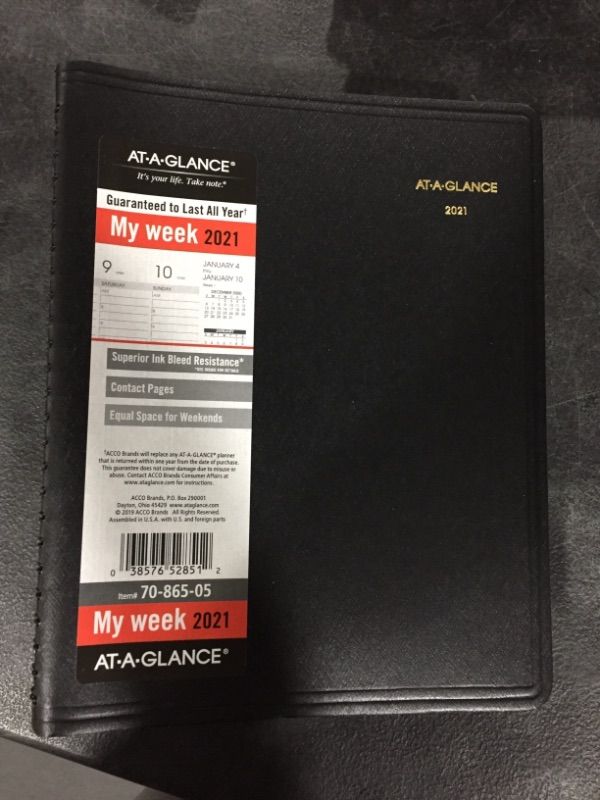 AT-A-GLANCE®
It's your life. Take note.®
Guaranteed to Last All Year†
My week 2021
9
10
JANUARY 4
JANUARY 10
SATURDAY
SUNDAY
DECEMBER 2020
JANUARY
Superior Ink Bleed Resistance*
Contact Pages
Equal Space for Weekends
†ACCO Brands will replace any AT-A-GLANCE® planner
that is returned within one year from the date of purchase.
This guarantee does not cover damage due to misuse or
abuse. Contact ACCO Brands Consumer Affairs at
www.ataglance.com for instructions.
ACCO Brands, P.O. Box 290001
Dayton, Ohio 45429 www.ataglance.com
© 2019 ACCO Brands All Rights Reserved.
Assembled in U.S.A. with U.S. and foreign parts
0 38576 52851 2
Item# 70-865-05
My week 2021
AT-A-GLANCE®
AT-A-GLANCE
2021